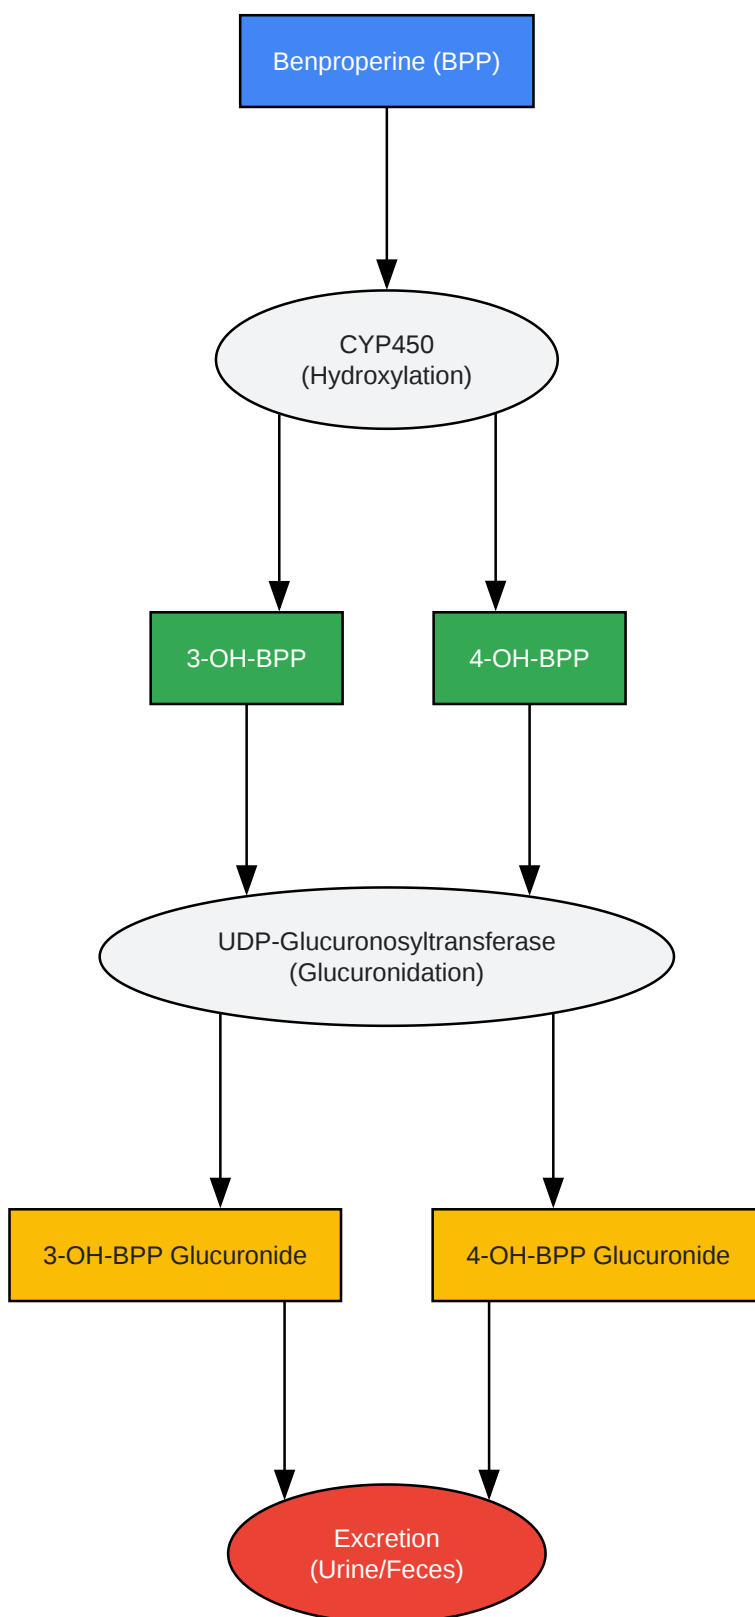 Benproperine (BPP)
CYP450
(Hydroxylation)
3-OH-BPP
4-OH-BPP
UDP-Glucuronosyltransferase
(Glucuronidation)
3-OH-BPP Glucuronide
4-OH-BPP Glucuronide
Excretion
(Urine/Feces)